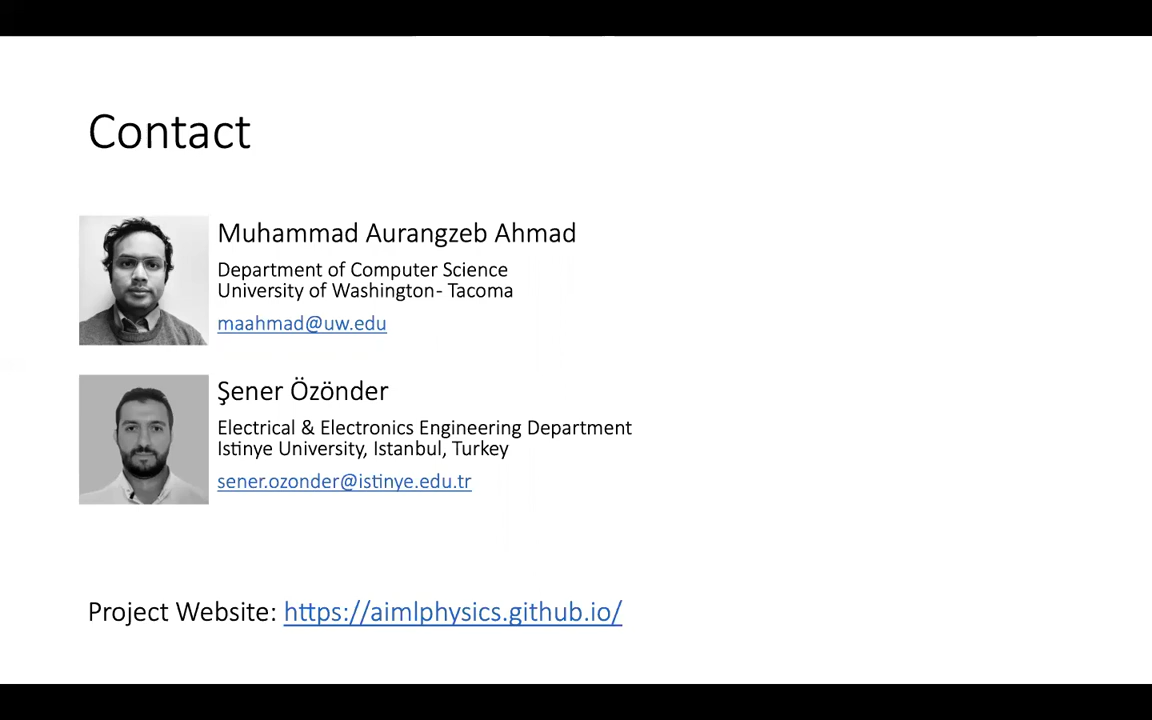 Contact
Muhammad Aurangzeb Ahmad
Department of Computer Science
University of Washington- Tacoma
maahmad@uw.edu
Şener Özönder
Electrical & Electronics Engineering Department
Istinye University, Istanbul, Turkey
sener.ozonder@istinye.edu.tr
Project Website: https://aimlphysics.github.io/